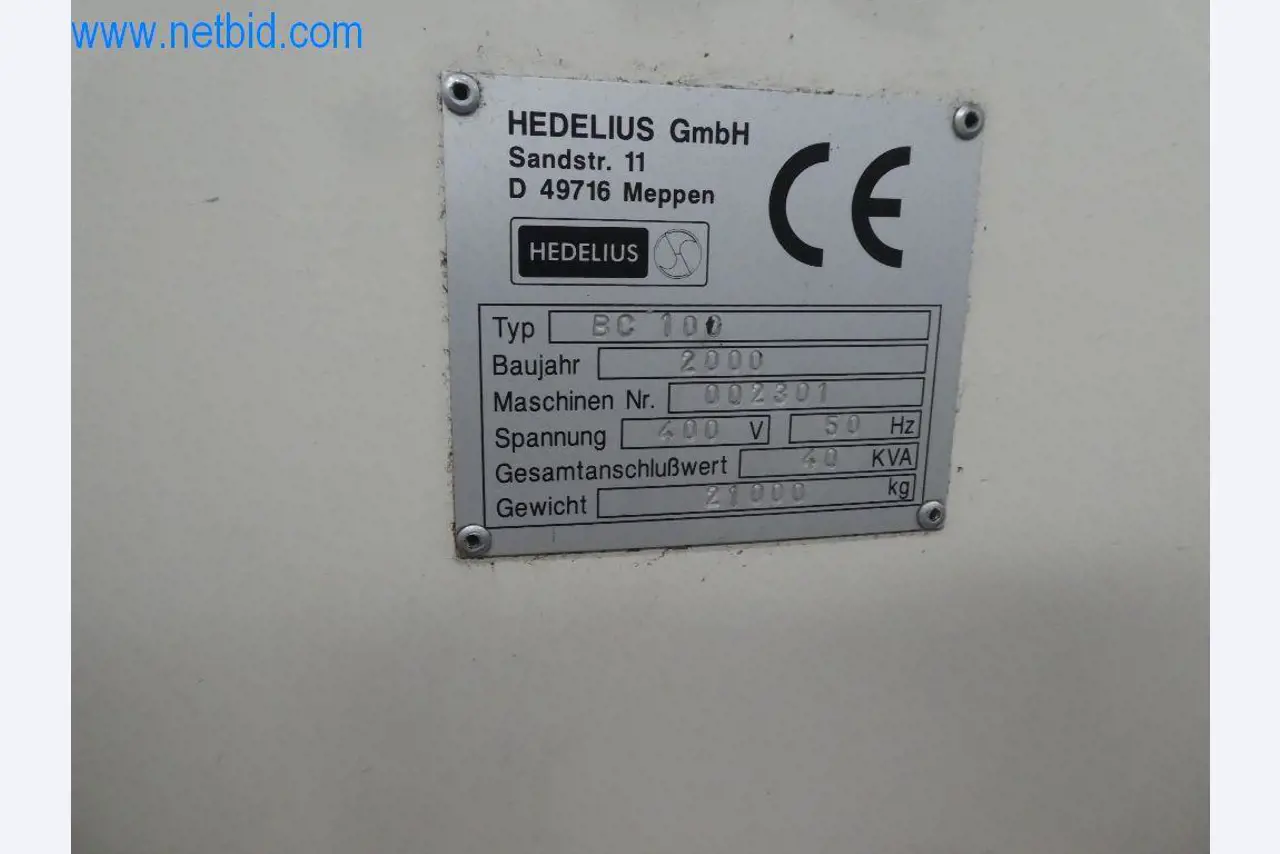 www.netbid.com
HEDELIUS GmbH
Sandstr. 11
D 49716 Meppen
CE
HEDELIUS
Typ BC 100
Baujahr 2000
Maschinen Nr. 002301
Spannung 400 V 50 Hz
Gesamtanschlußwert 40 KVA
Gewicht 21000 kg